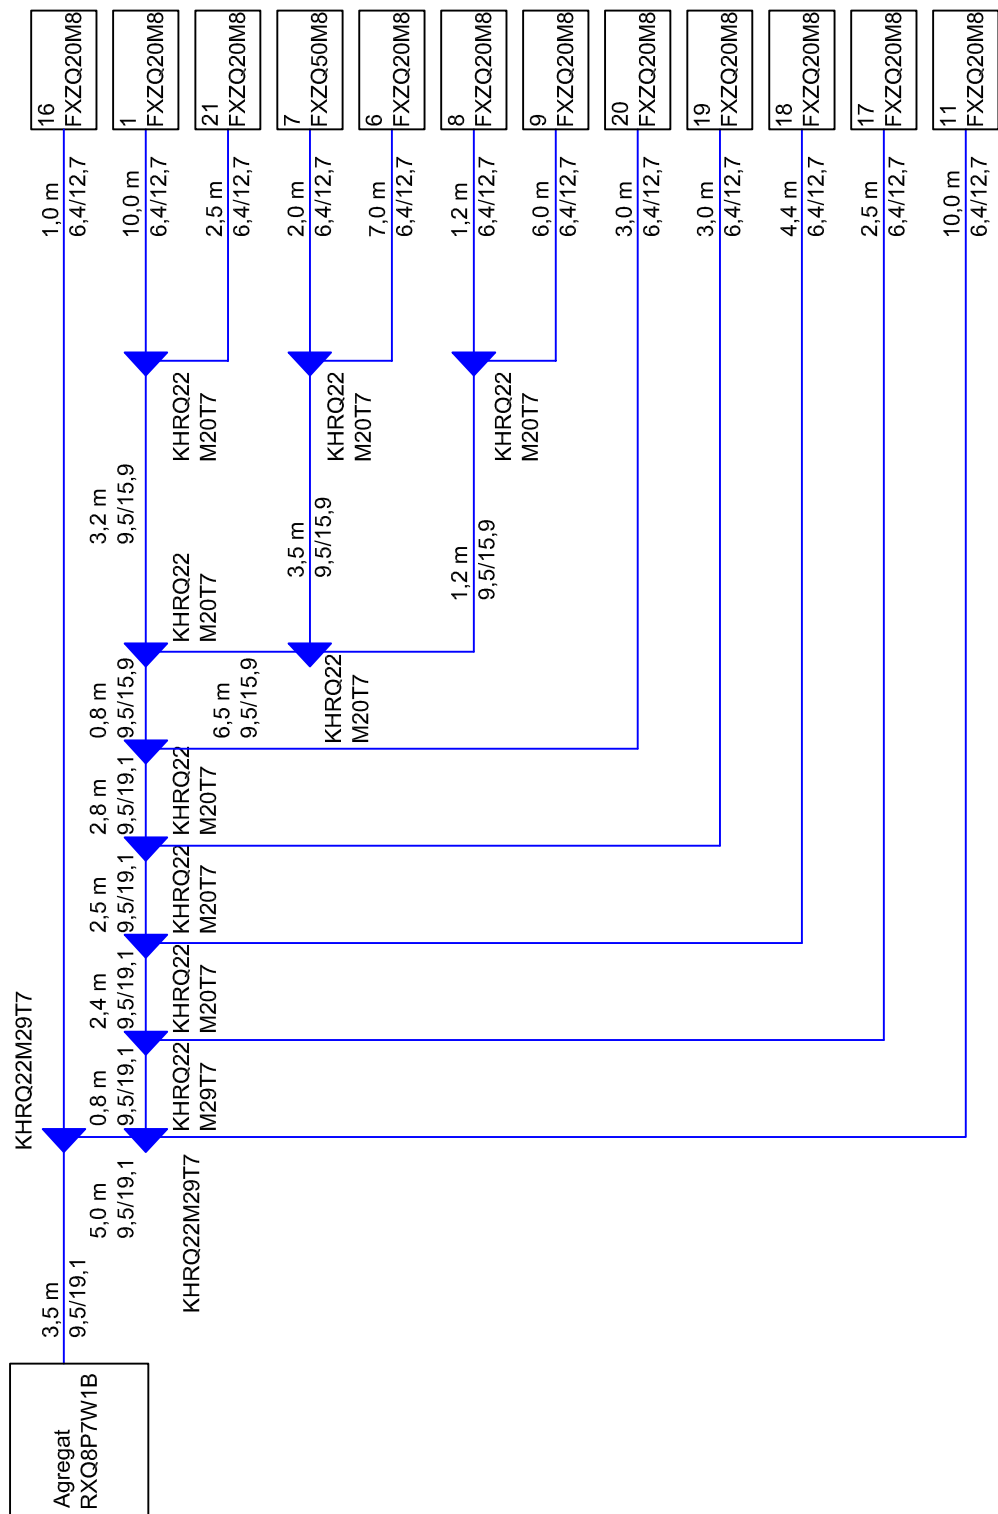 16
FXZQ20M8
1,0 m
6,4/12,7
1
FXZQ20M8
10,0 m
6,4/12,7
21
FXZQ20M8
2,5 m
6,4/12,7
7
FXZQ50M8
2,0 m
6,4/12,7
6
FXZQ20M8
7,0 m
6,4/12,7
8
FXZQ20M8
1,2 m
6,4/12,7
9
FXZQ20M8
6,0 m
6,4/12,7
20
FXZQ20M8
3,0 m
6,4/12,7
19
FXZQ20M8
3,0 m
6,4/12,7
18
FXZQ20M8
4,4 m
6,4/12,7
17
FXZQ20M8
2,5 m
6,4/12,7
11
FXZQ20M8
10,0 m
6,4/12,7
KHRQ22
M20T7
KHRQ22
M20T7
KHRQ22
M20T7
3,2 m
9,5/15,9
3,5 m
9,5/15,9
1,2 m
9,5/15,9
KHRQ22
M20T7
KHRQ22
M20T7
0,8 m
9,5/15,9
6,5 m
9,5/15,9
KHRQ22
M20T7
2,8 m
9,5/19,1
KHRQ22
M20T7
2,5 m
9,5/19,1
KHRQ22
M20T7
2,4 m
9,5/19,1
KHRQ22
M29T7
0,8 m
9,5/19,1
KHRQ22M29T7
KHRQ22M29T7
5,0 m
9,5/19,1
3,5 m
9,5/19,1
Agregat
RXQ8P7W1B